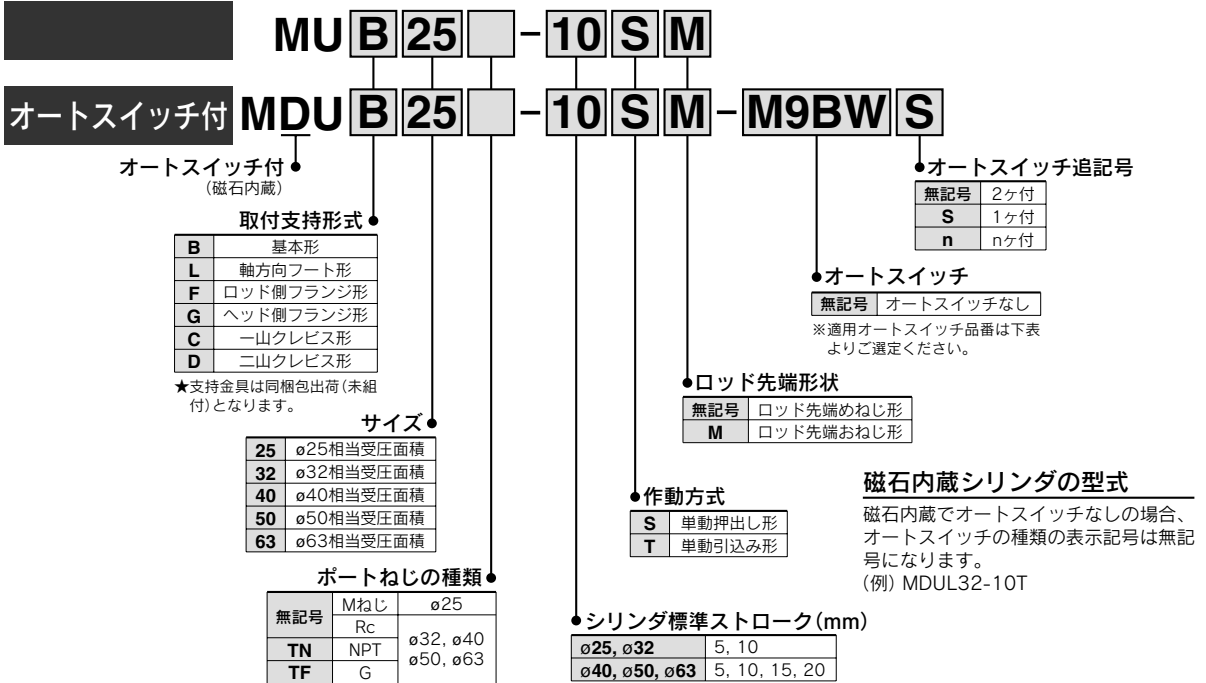 MU B 25 -10 S M
オートスイッチ付 MDU B 25 -10 S M - M9BW S
オートスイッチ付
(磁石内蔵)
取付支持形式
B 基本形
L 軸方向フート形
F ロッド側フランジ形
G ヘッド側フランジ形
C 一山クレビス形
D 二山クレビス形
★支持金具は同梱包出荷(未組
付)となります。
サイズ
25 ø25相当受圧面積
32 ø32相当受圧面積
40 ø40相当受圧面積
50 ø50相当受圧面積
63 ø63相当受圧面積
ポートねじの種類
無記号 Mねじ ø25
Rc ø32, ø40
TN NPT ø50, ø63
TF G
オートスイッチ追記号
無記号 2ヶ付
S 1ヶ付
n nヶ付
オートスイッチ
無記号 オートスイッチなし
※適用オートスイッチ品番は下表
よりご選定ください。
ロッド先端形状
無記号 ロッド先端めねじ形
M ロッド先端おねじ形
作動方式
S 単動押出し形
T 単動引込み形
シリンダ標準ストローク(mm)
ø25, ø32 5, 10
ø40, ø50, ø63 5, 10, 15, 20
磁石内蔵シリンダの型式
磁石内蔵でオートスイッチなしの場合、
オートスイッチの種類の表示記号は無記
号になります。
(例) MDUL32-10T